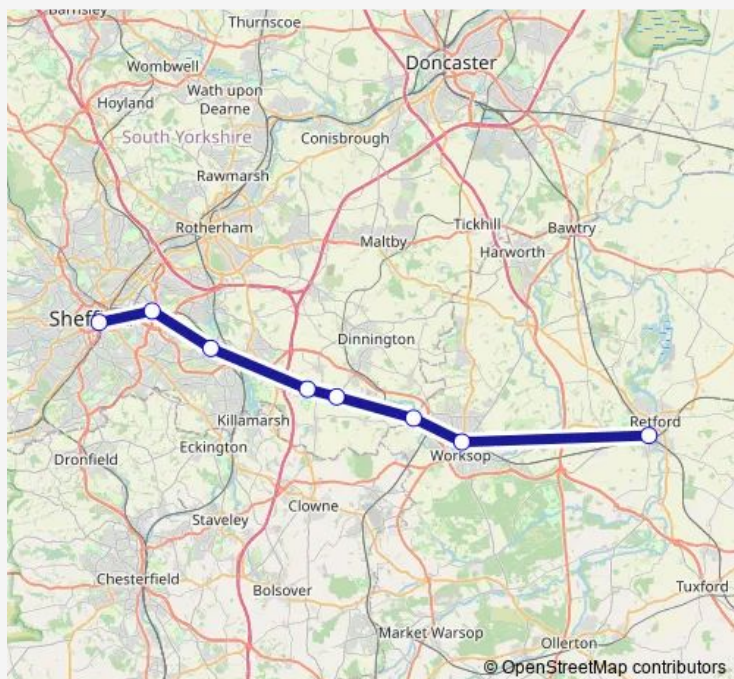 Barnsley
Thurnscoe
Doncaster
Wombwell
Wath upon
Dearne
Hoyland
South Yorkshire
Conisbrough
Rawmarsh
Rotherham
Maltby
Tickhill
Bawtry
Harworth
Sheff
Dinnington
Killamarsh
Retford
Eckington
Worksop
Dronfield
Clowne
Staveley
Chesterfield
Bolsover
Tuxford
Market Warsop
Ollerton
© OpenStreetMap contributors